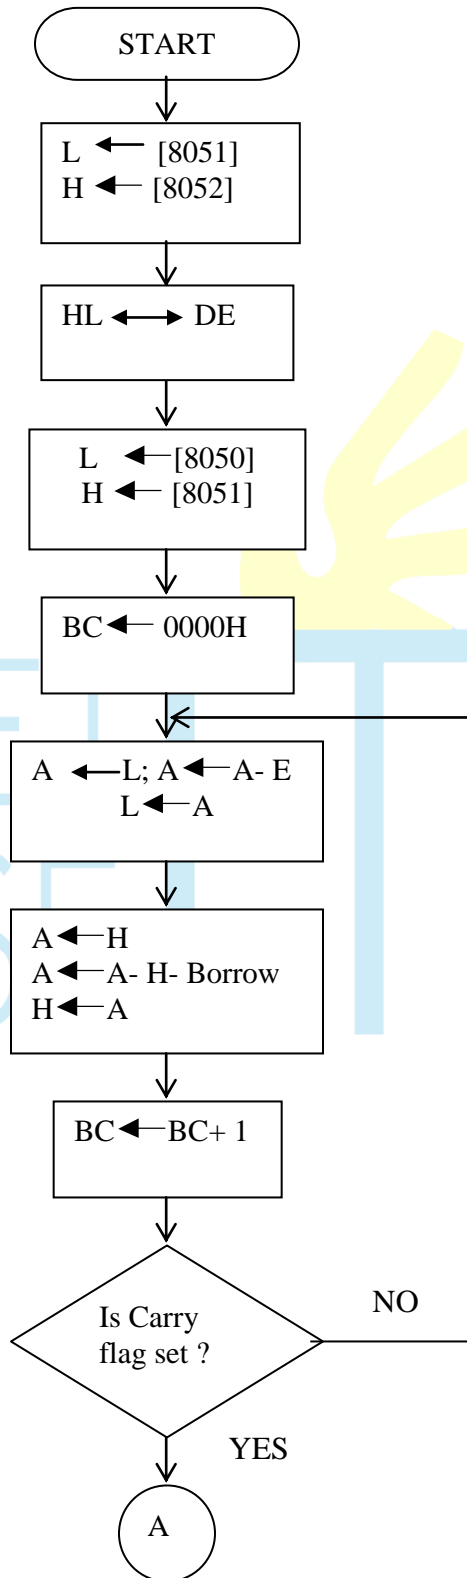 START
L ← [8051]
H ← [8052]
HL ↔ DE
L ← [8050]
H ← [8051]
BC ← 0000H
A ← L; A ← A- E
L ← A
A ← H
A ← A- H- Borrow
H ← A
BC ← BC+ 1
Is Carry
flag set ?
NO
YES
A